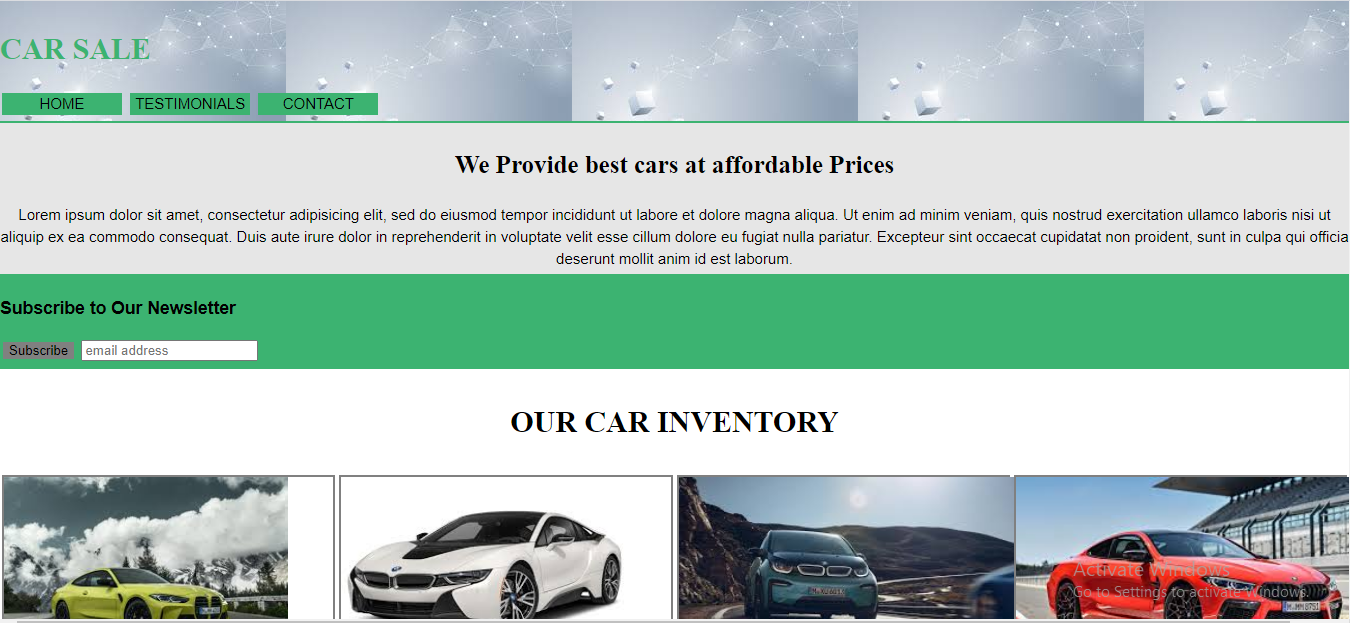 CAR SALE
HOME TESTIMONIALS CONTACT
We Provide best cars at affordable Prices
Lorem ipsum dolor sit amet, consectetur adipisicing elit, sed do eiusmod tempor incididunt ut labore et dolore magna aliqua. Ut enim ad minim veniam, quis nostrud exercitation ullamco laboris nisi ut
aliquip ex ea commodo consequat. Duis aute irure dolor in reprehenderit in voluptate velit esse cillum dolore eu fugiat nulla pariatur. Excepteur sint occaecat cupidatat non proident, sunt in culpa qui officia
deserunt mollit anim id est laborum.
Subscribe to Our Newsletter
Subscribe email address
OUR CAR INVENTORY
Activate Windows
Go to Settings to activate Windows.